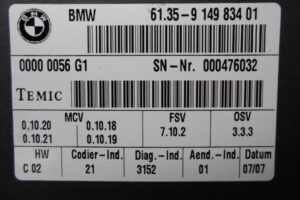 BMW 61.35-9 149 834 01
0000 0056 G1 SN-Nr. 000476032
TEMIC
MCV FSV OSV
0.10.20 0.10.18 7.10.2 3.3.3
0.10.21 0.10.19
HW Codier-Ind. Diag.-Ind. Aend.-Ind. Datum
C 02 21 3152 01 07/07